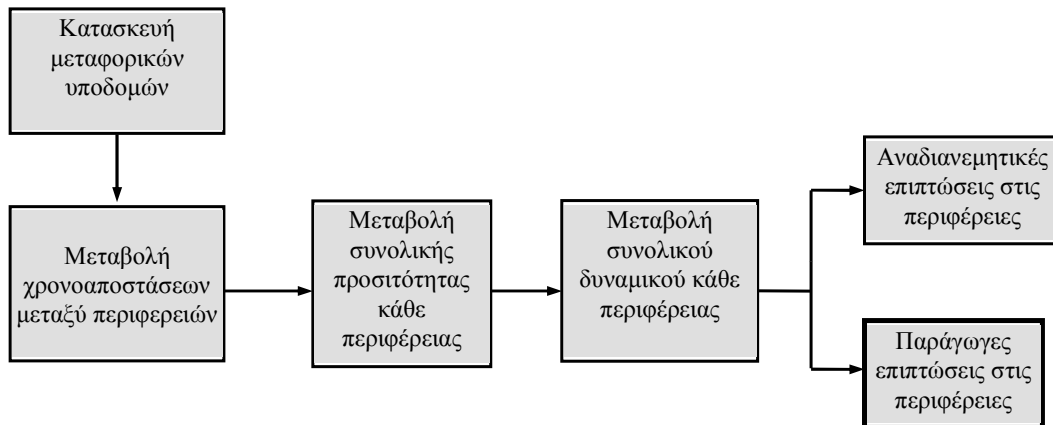 Κατασκευή
μεταφορικών
υποδομών
Μεταβολή
χρονοαποστάσεων
μεταξύ περιφερειών
Μεταβολή
συνολικής
προσιτότητας
κάθε
περιφέρειας
Μεταβολή
συνολικού
δυναμικού κάθε
περιφέρειας
Αναδιανεμητικές
επιπτώσεις στις
περιφέρειες
Παράγωγες
επιπτώσεις στις
περιφέρειες